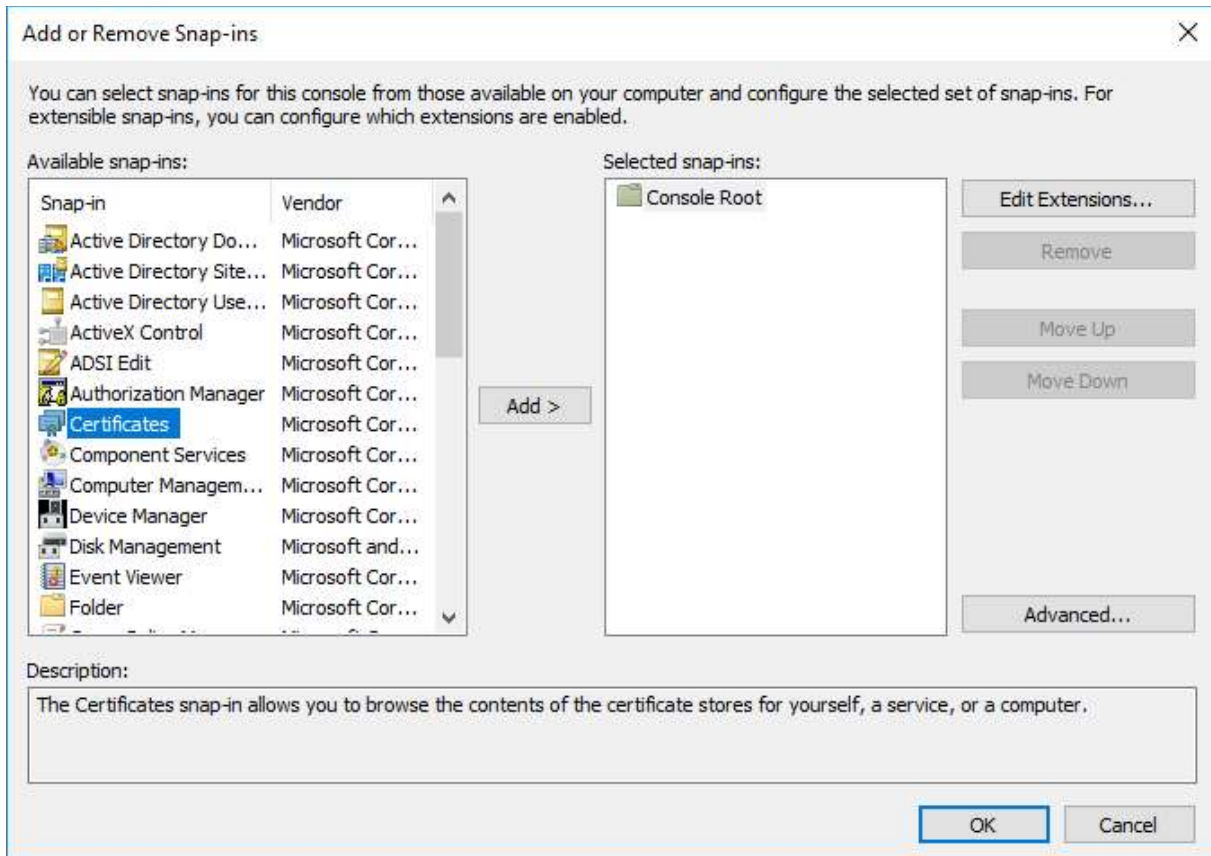 Add or Remove Snap-ins
You can select snap-ins for this console from those available on your computer and configure the selected set of snap-ins. For
extensible snap-ins, you can configure which extensions are enabled.
Available snap-ins:
Snap-in Vendor
Active Directory Do... Microsoft Cor...
Active Directory Site... Microsoft Cor...
Active Directory Use... Microsoft Cor...
ActiveX Control Microsoft Cor...
ADSI Edit Microsoft Cor...
Authorization Manager Microsoft Cor...
Certificates Microsoft Cor...
Component Services Microsoft Cor...
Computer Managem... Microsoft Cor...
Device Manager Microsoft Cor...
Disk Management Microsoft and...
Event Viewer Microsoft Cor...
Folder Microsoft Cor...
Add >
Selected snap-ins:
Console Root
Edit Extensions...
Remove
Move Up
Move Down
Advanced...
Description:
The Certificates snap-in allows you to browse the contents of the certificate stores for yourself, a service, or a computer.
OK Cancel